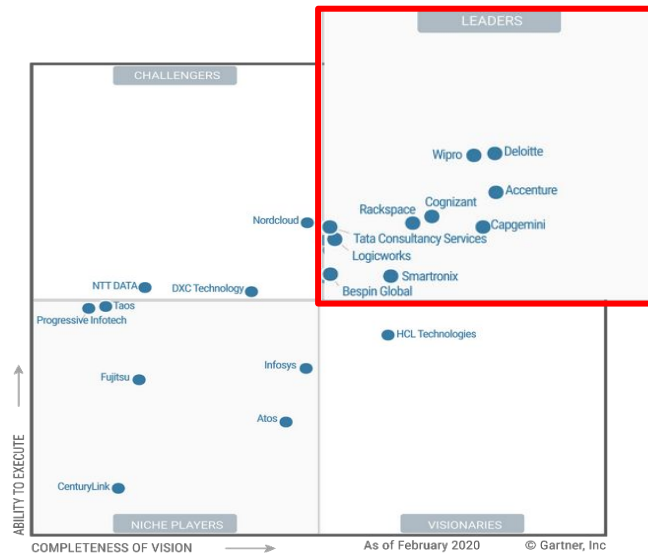 LEADERS
CHALLENGERS
Wipro
Deloitte
Accenture
Cognizant
Rackspace
Nordcloud
Capgemini
Tata Consultancy Services
Logicworks
Smartronix
NTT DATA
DXC Technology
Bespin Global
Taos
Progressive Infotech
HCL Technologies
Infosys
Fujitsu
Atos
CenturyLink
ABILITY TO EXECUTE
NICHE PLAYERS
VISIONARIES
COMPLETENESS OF VISION
As of February 2020
© Gartner, Inc